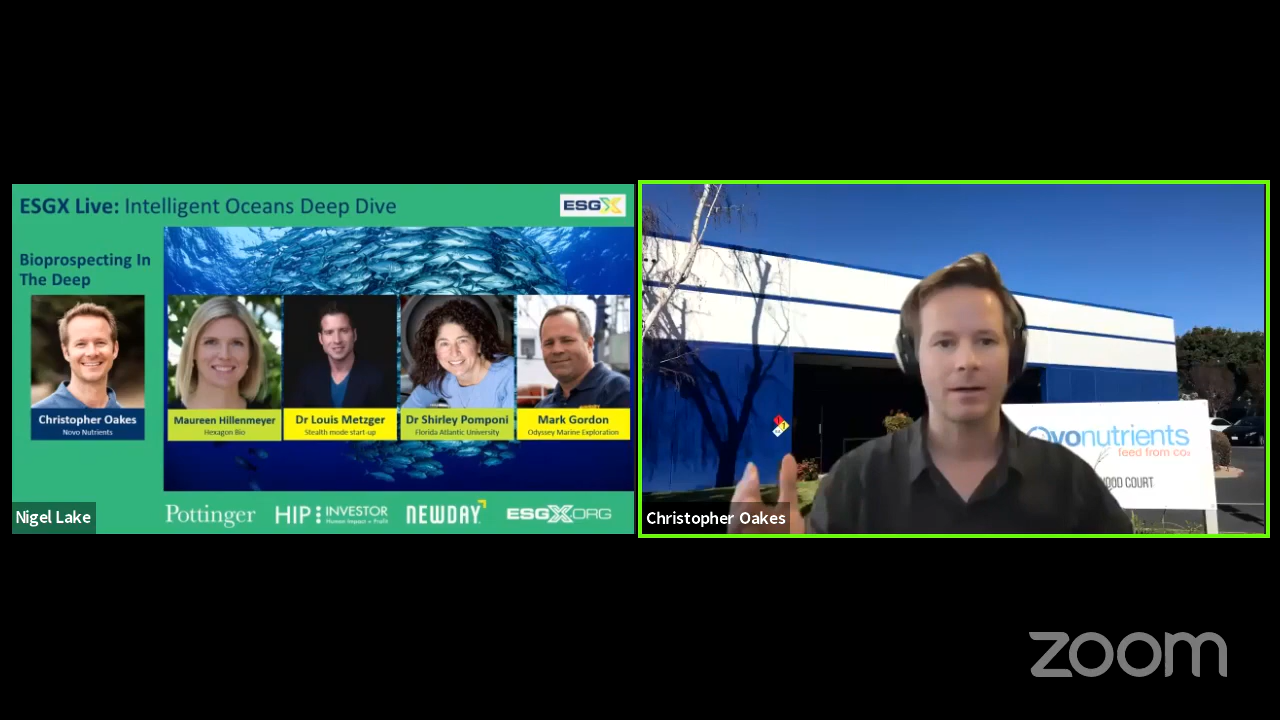 ESGX Live: Intelligent Oceans Deep Dive
ESGX
Bioprospecting In
The Deep
Christopher Oakes
Novo Nutrients
Maureen Hillenmeyer
Hexagon Bio
Dr Louis Metzger
Stealth mode start-up
Dr Shirley Pomponi
Florida Atlantic University
Mark Gordon
Odyssey Marine Exploration
Nigel Lake
Pottinger
HIP INVESTOR
Human Impact + Profit
NEWDAY
ESGX.ORG
ovonutrients
feed from co₂
OOD COURT
Christopher Oakes
zoom